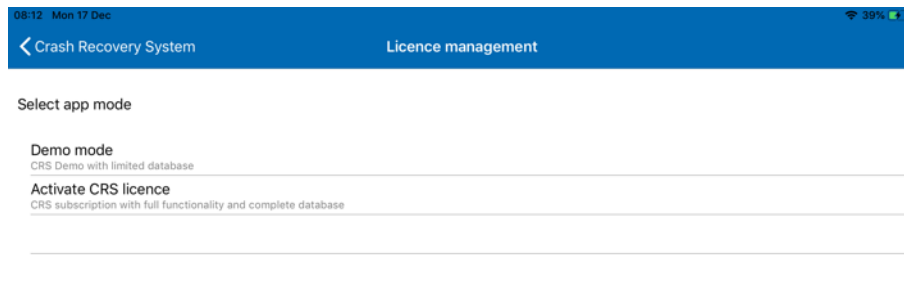 08:12 Mon 17 Dec 39%
Crash Recovery System Licence management
Select app mode
Demo mode
CRS Demo with limited database
Activate CRS licence
CRS subscription with full functionality and complete database